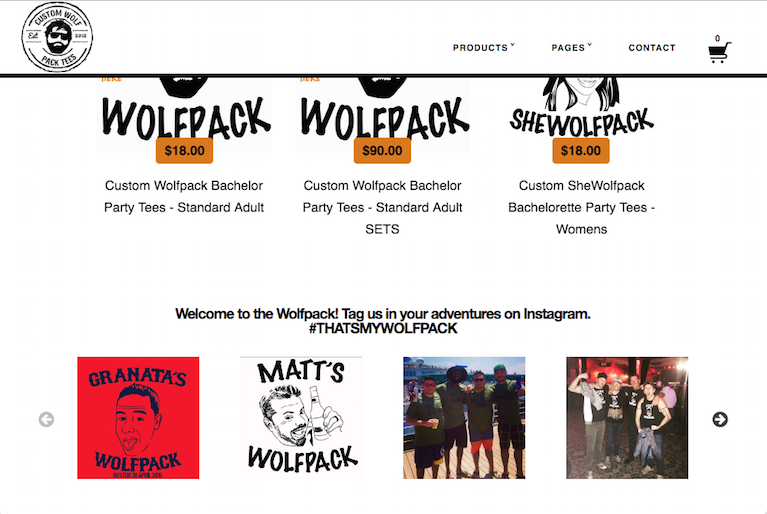 CUSTOM WOLF
Est. 2013
PACK TEES
PRODUCTS
PAGES
CONTACT
0
HERE
HERE
WOLFPACK
WOLFPACK
SHEWOLFPACK
$18.00
$90.00
$18.00
Custom Wolfpack Bachelor
Party Tees - Standard Adult
Custom Wolfpack Bachelor
Party Tees - Standard Adult
SETS
Custom SheWolfpack
Bachelorette Party Tees -
Womens
Welcome to the Wolfpack! Tag us in your adventures on Instagram.
#THATSMYWOLFPACK
GRANATA'S
WOLFPACK
MATT'S
WOLFPACK